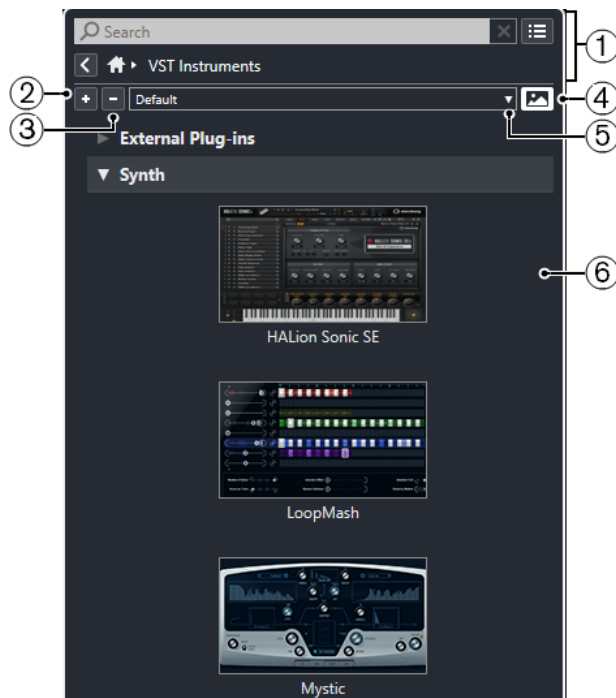 Search
①
VST Instruments
②
Default
④
③
⑤
External Plug-ins
Synth
⑥
HALion Sonic SE
LoopMash
Mystic